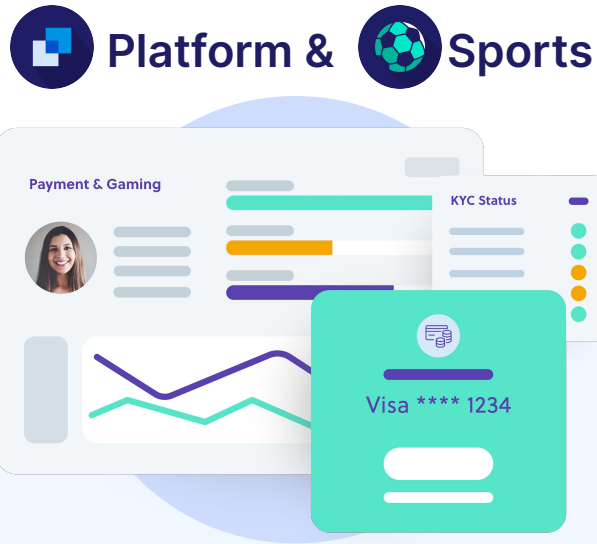 Platform & Sports
Payment & Gaming
KYC Status
Visa **** 1234